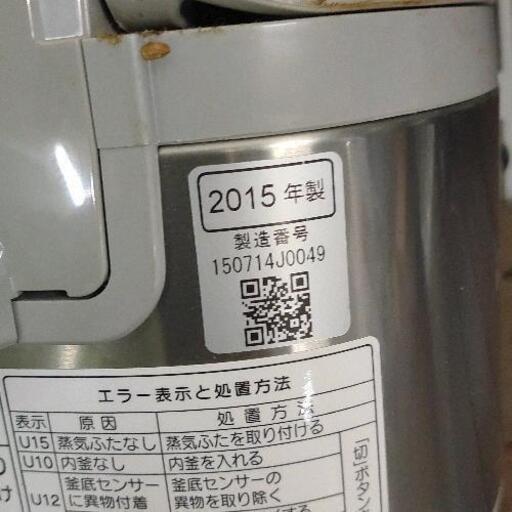 2015年製
製造番号
150714J0049
エラー表示と処置方法
表示 原因 処置方法
U15 蒸気ふたなし 蒸気ふたを取り付ける
U10 内釜なし 内釜を入れる
U12 釜底センサーに異物付着 釜底センサーの異物を取り除く
「切」ボタン